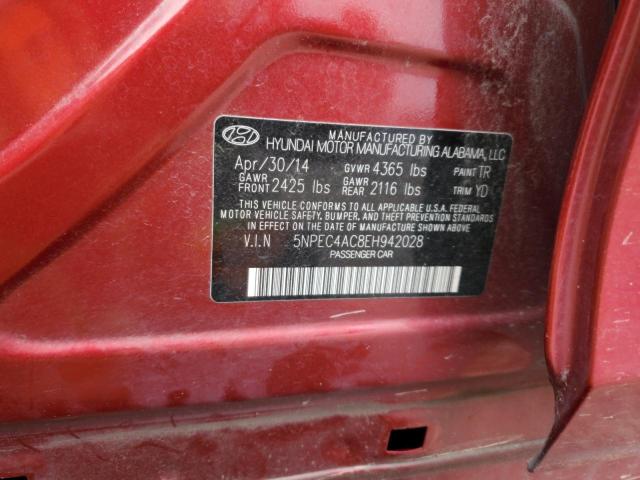 MANUFACTURED BY
HYUNDAI MOTOR MANUFACTURING ALABAMA, LLC
Apr/30/14 GVWR 4365 lbs PAINT TR
GAWR FRONT 2425 lbs GAWR REAR 2116 lbs TRIM YD
THIS VEHICLE CONFORMS TO ALL APPLICABLE U.S.A. FEDERAL
MOTOR VEHICLE SAFETY, BUMPER, AND THEFT PREVENTION STANDARDS
IN EFFECT ON THE DATE OF MANUFACTURE SHOWN ABOVE.
V.I.N 5NPEC4AC8EH942028
PASSENGER CAR